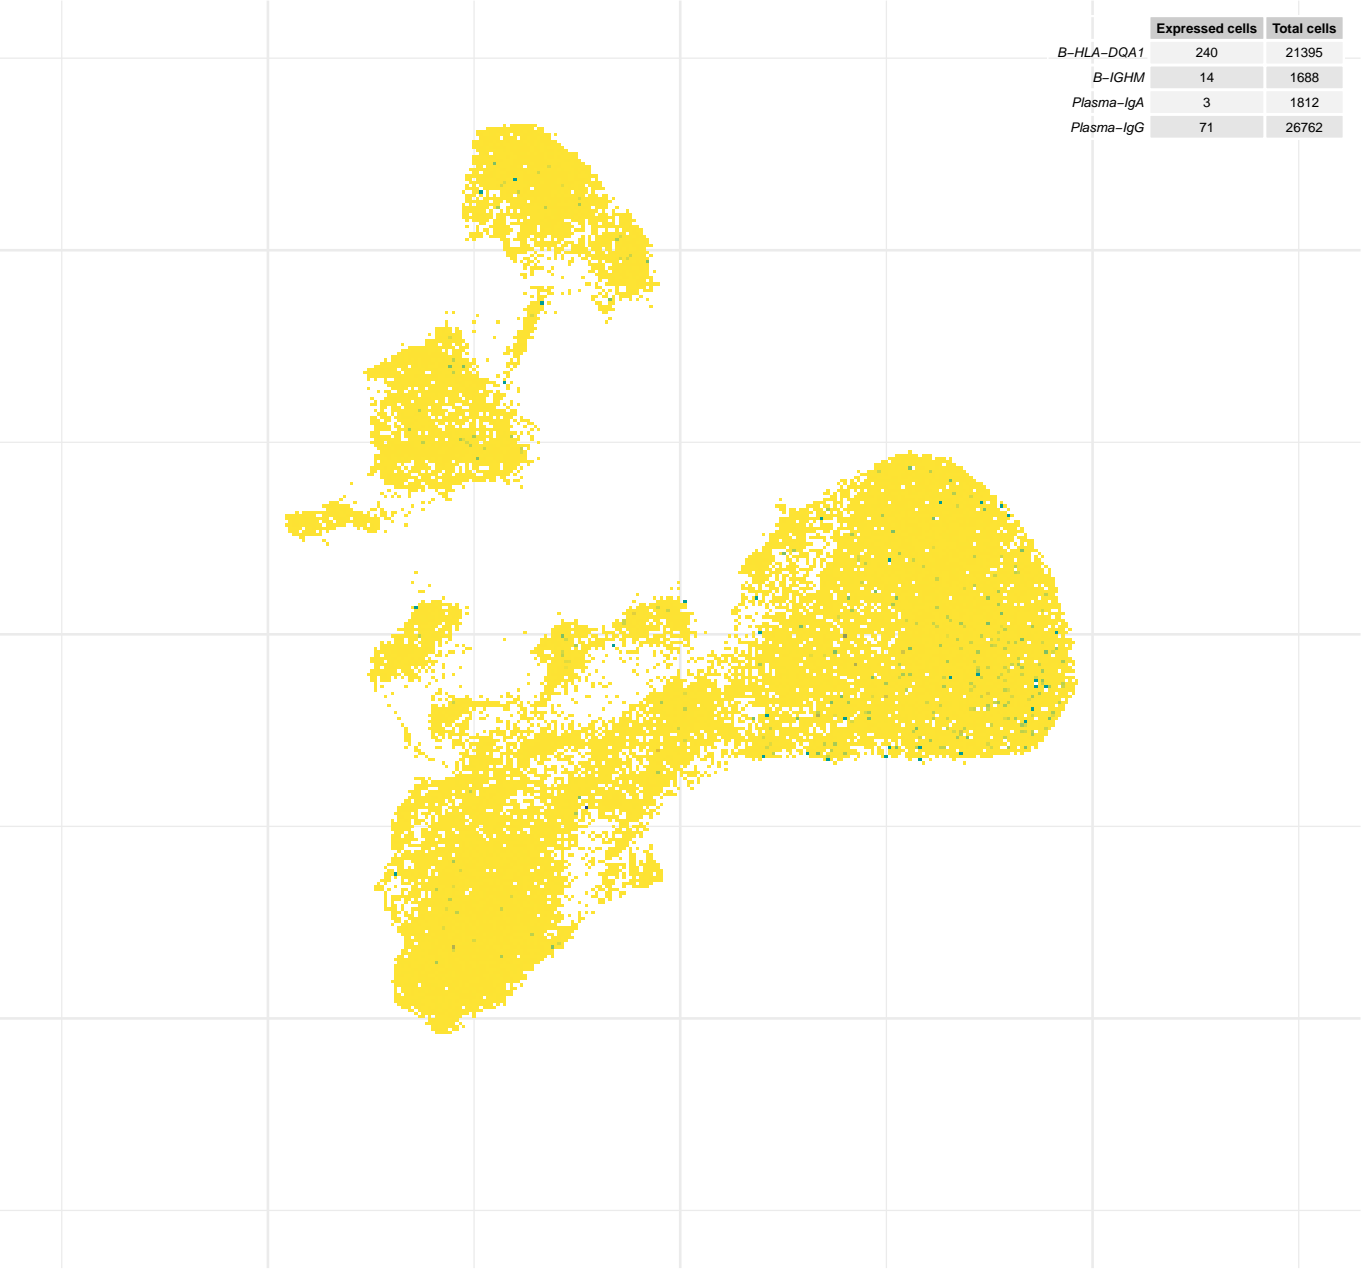 Expressed cells Total cells
B−HLA−DQA1 240 21395
B−IGHM 14 1688
Plasma−IgA 3 1812
Plasma−IgG 71 26762